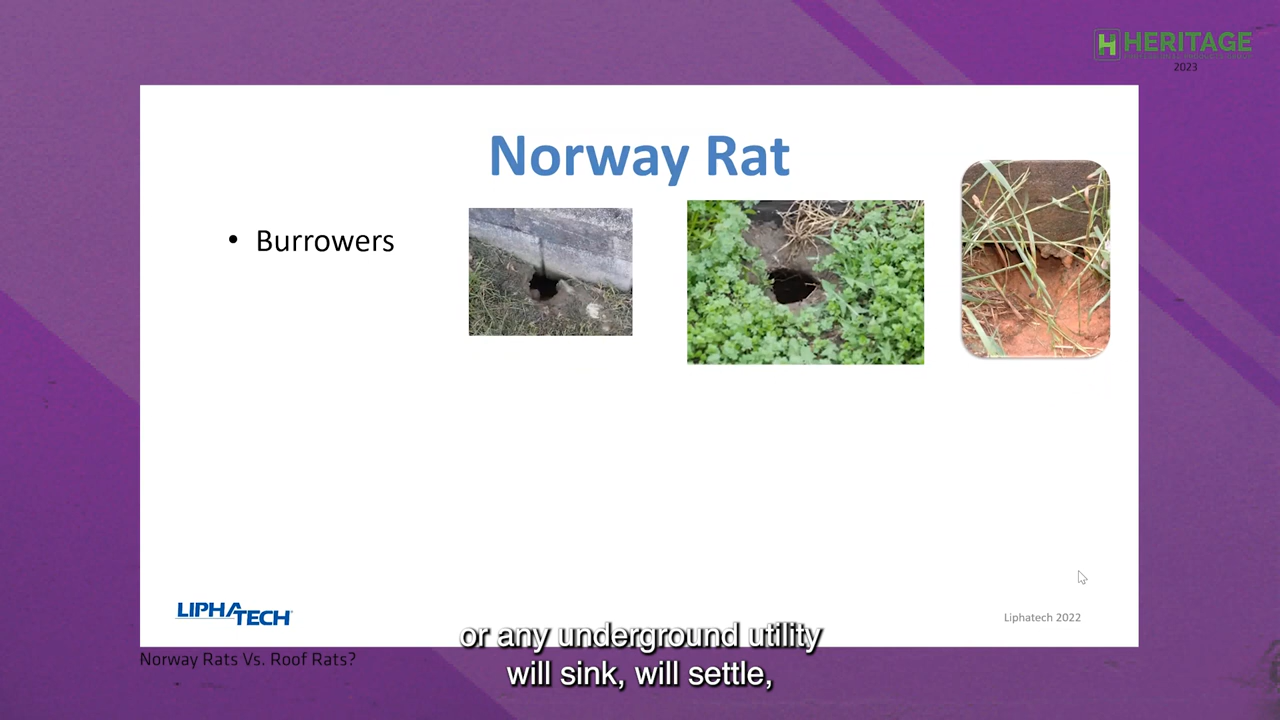 HERITAGE
2023
Norway Rat
• Burrowers
LIPHATECH
Liphatech 2022
or any underground utility
will sink, will settle,
Norway Rats Vs. Roof Rats?